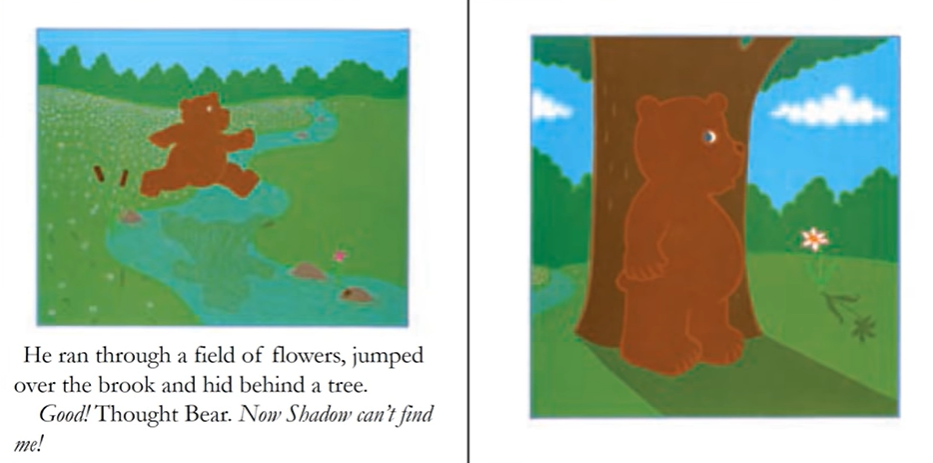 He ran through a field of flowers, jumped
over the brook and hid behind a tree.
Good! Thought Bear. Now Shadow can't find
me!